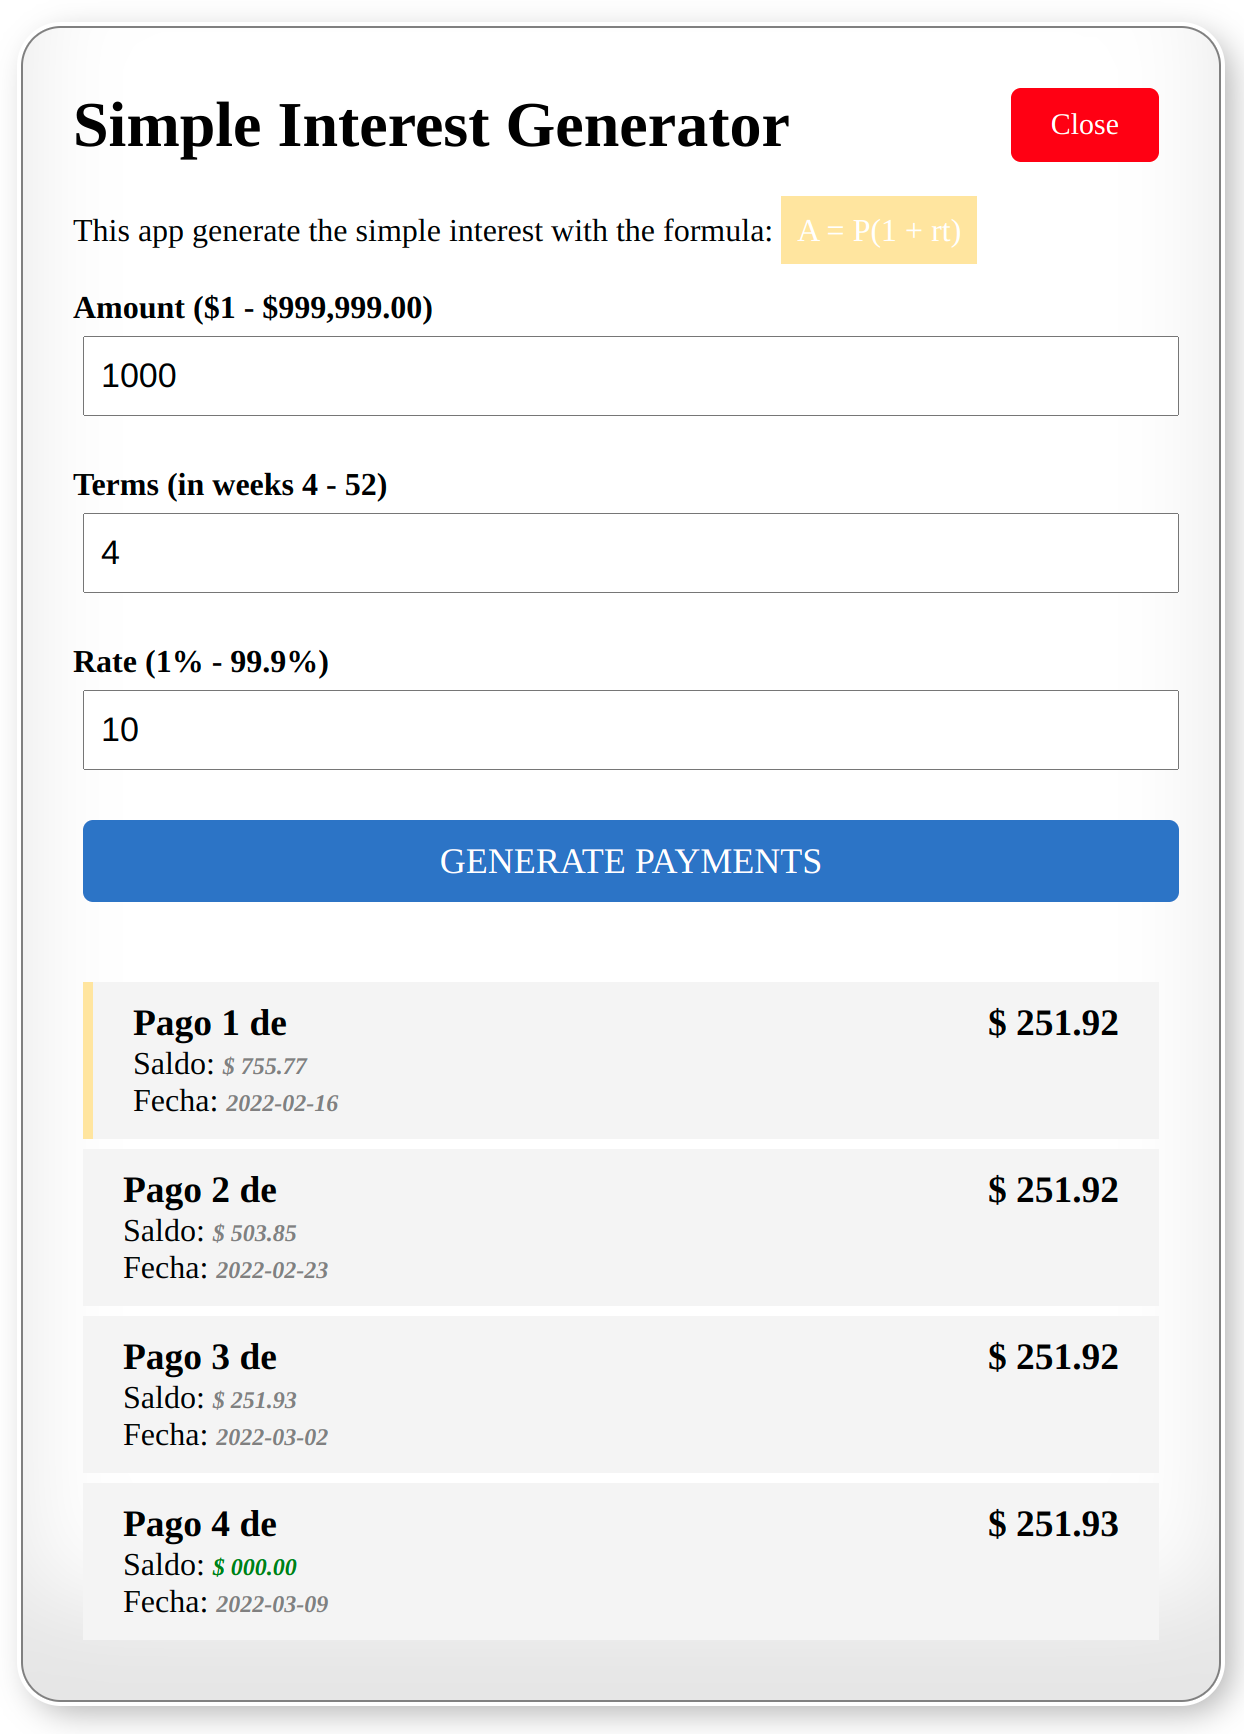 Simple Interest Generator
Close
This app generate the simple interest with the formula: A = P(1 + rt)
Amount ($1 - $999,999.00)
1000
Terms (in weeks 4 - 52)
4
Rate (1% - 99.9%)
10
GENERATE PAYMENTS
Pago 1 de
$ 251.92
Saldo: $ 755.77
Fecha: 2022-02-16
Pago 2 de
$ 251.92
Saldo: $ 503.85
Fecha: 2022-02-23
Pago 3 de
$ 251.92
Saldo: $ 251.93
Fecha: 2022-03-02
Pago 4 de
$ 251.93
Saldo: $ 000.00
Fecha: 2022-03-09